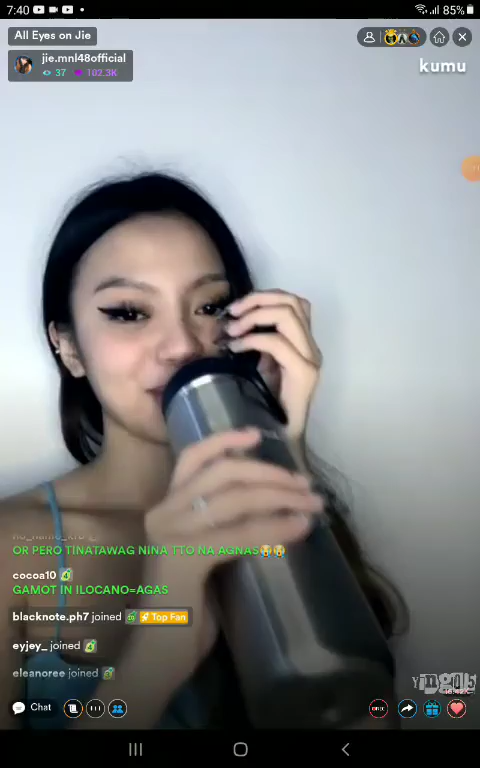 7:40
85%
All Eyes on Jie
jie.mnl48official
37 102.3K
kumu
OR PERO TINATAWAG NINA TTO NA AGNAS😭😭
cocoa10
GAMOT IN ILOCANO=AGAS
blacknote.ph7 joined Top Fan
eyjey_ joined
eleanoree joined
Chat